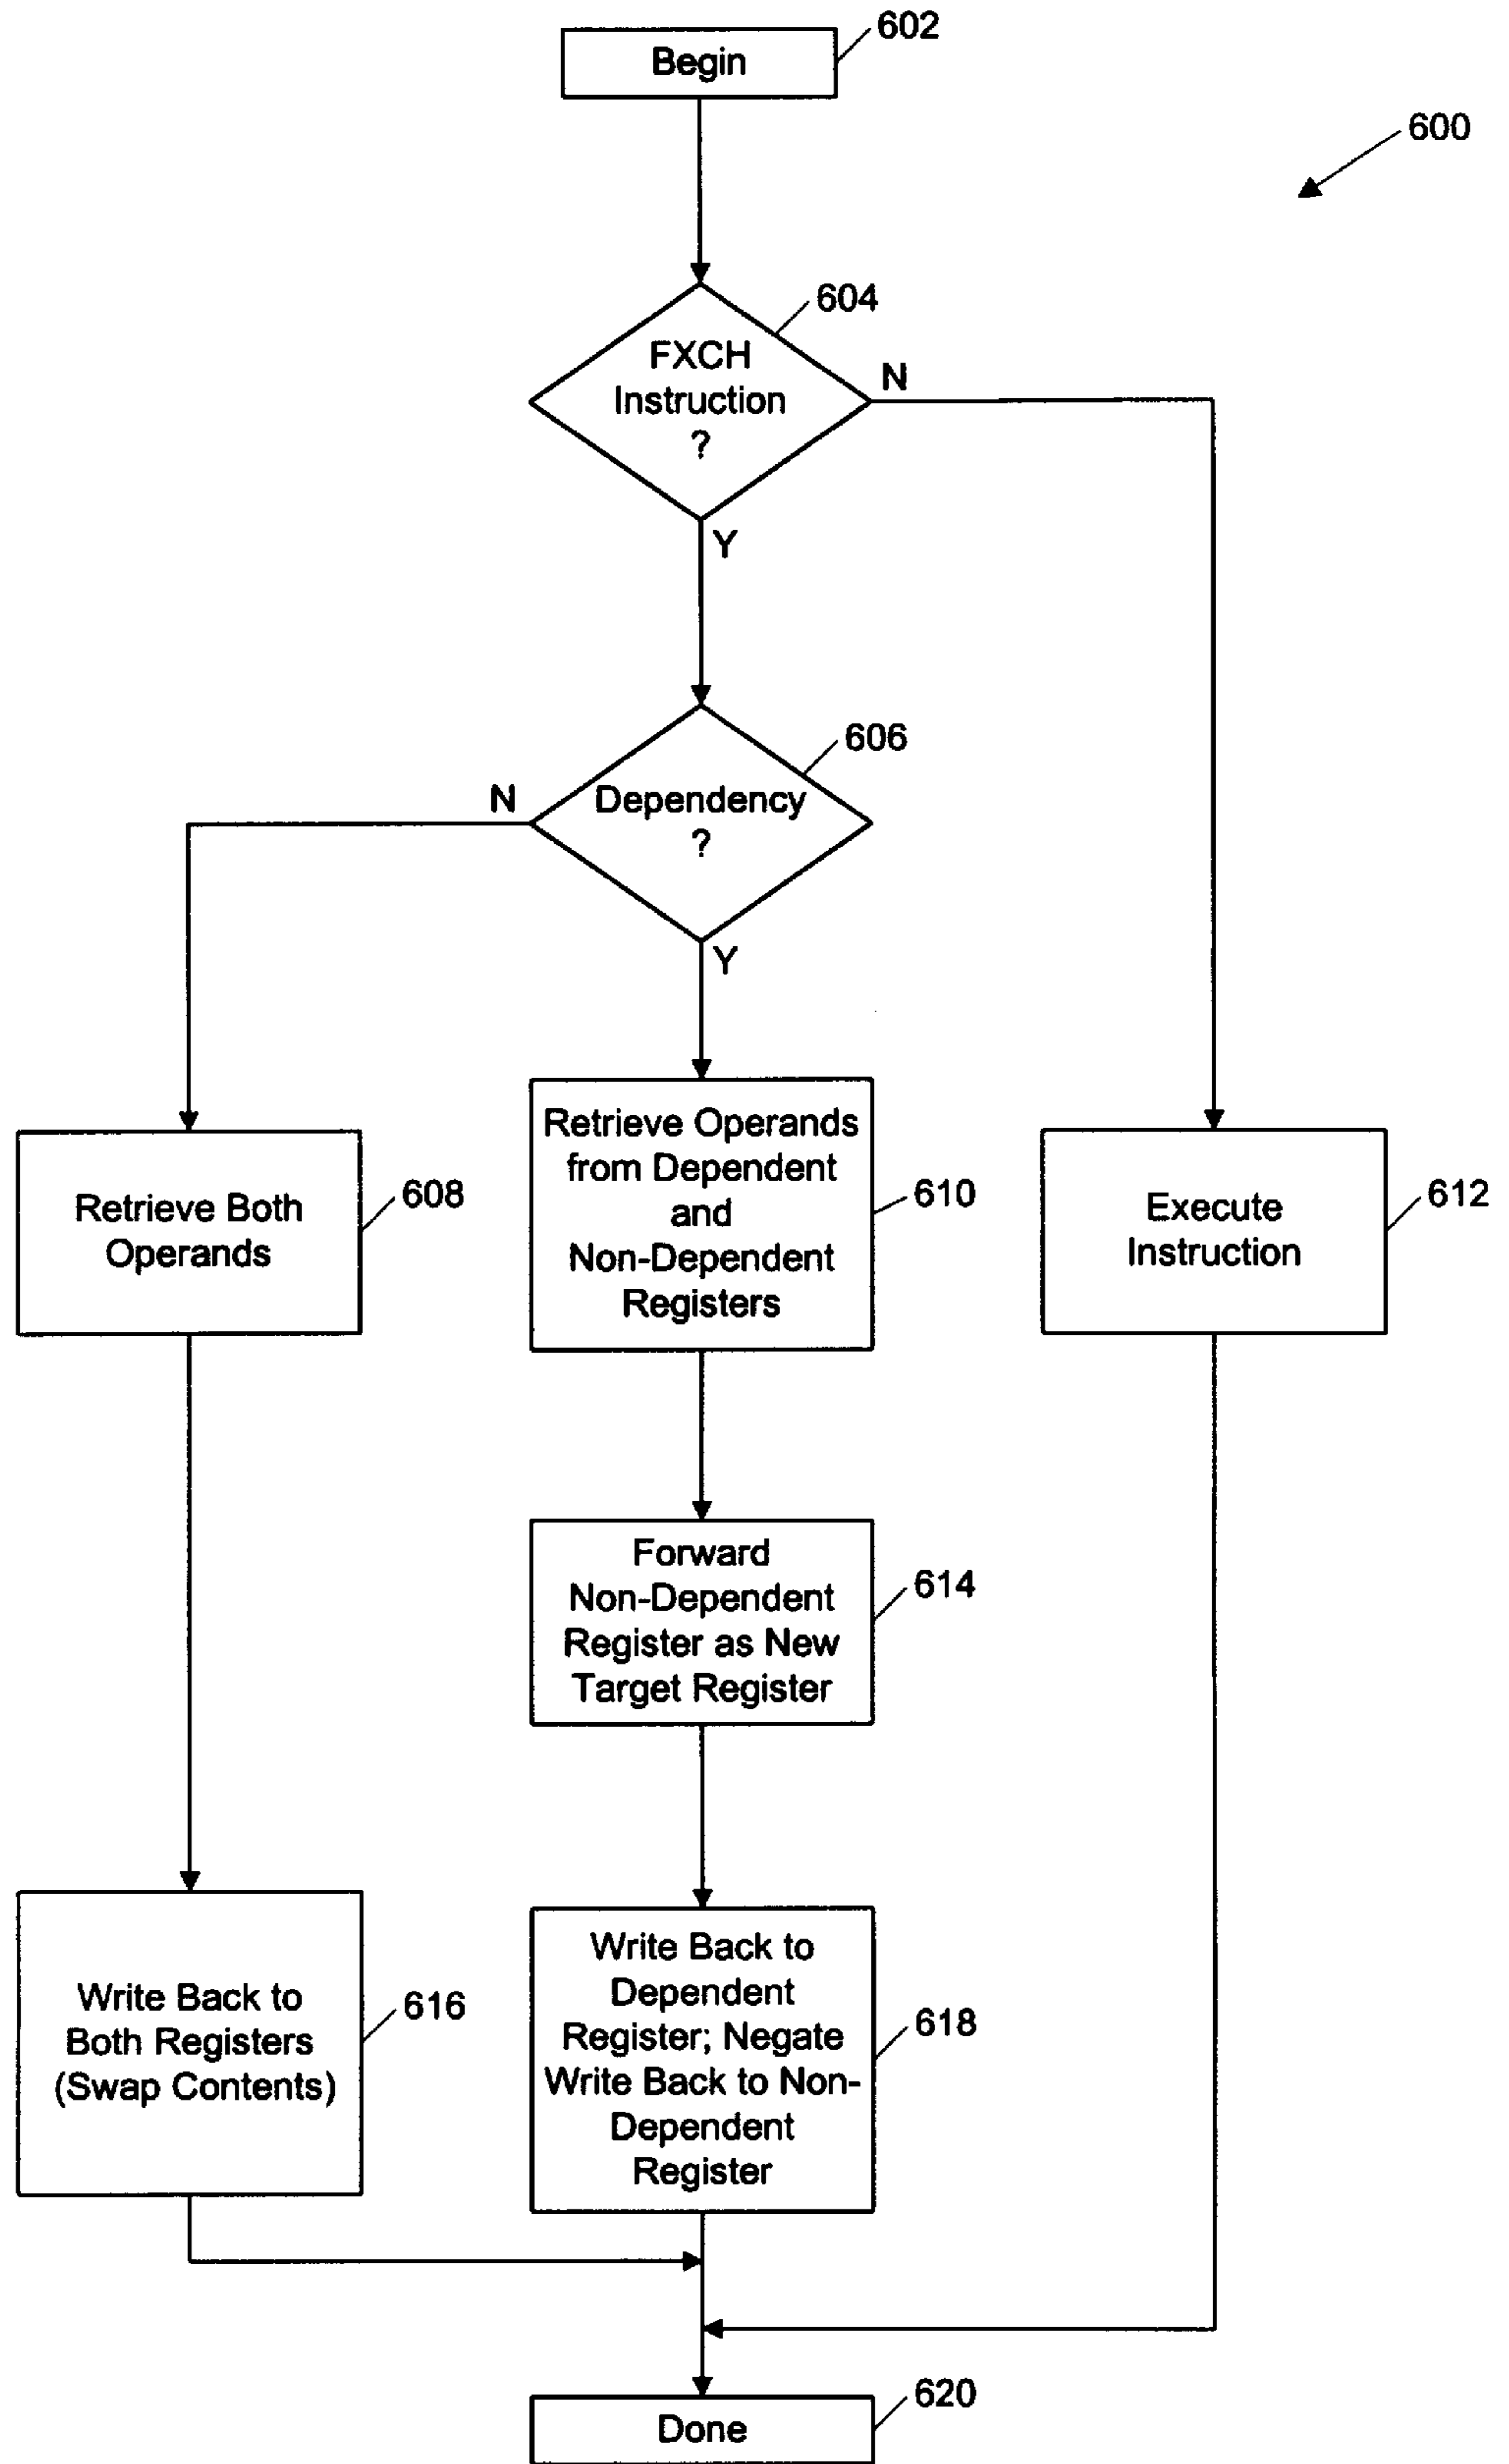 602
Begin
600
604
FXCH
Instruction
?
N
Y
606
Dependency
?
N
Y
Retrieve Both
Operands
608
Retrieve Operands
from Dependent
and
Non-Dependent
Registers
610
Execute
Instruction
612
Forward
Non-Dependent
Register as New
Target Register
614
Write Back to
Both Registers
(Swap Contents)
616
Write Back to
Dependent
Register; Negate
Write Back to Non-
Dependent
Register
618
Done
620